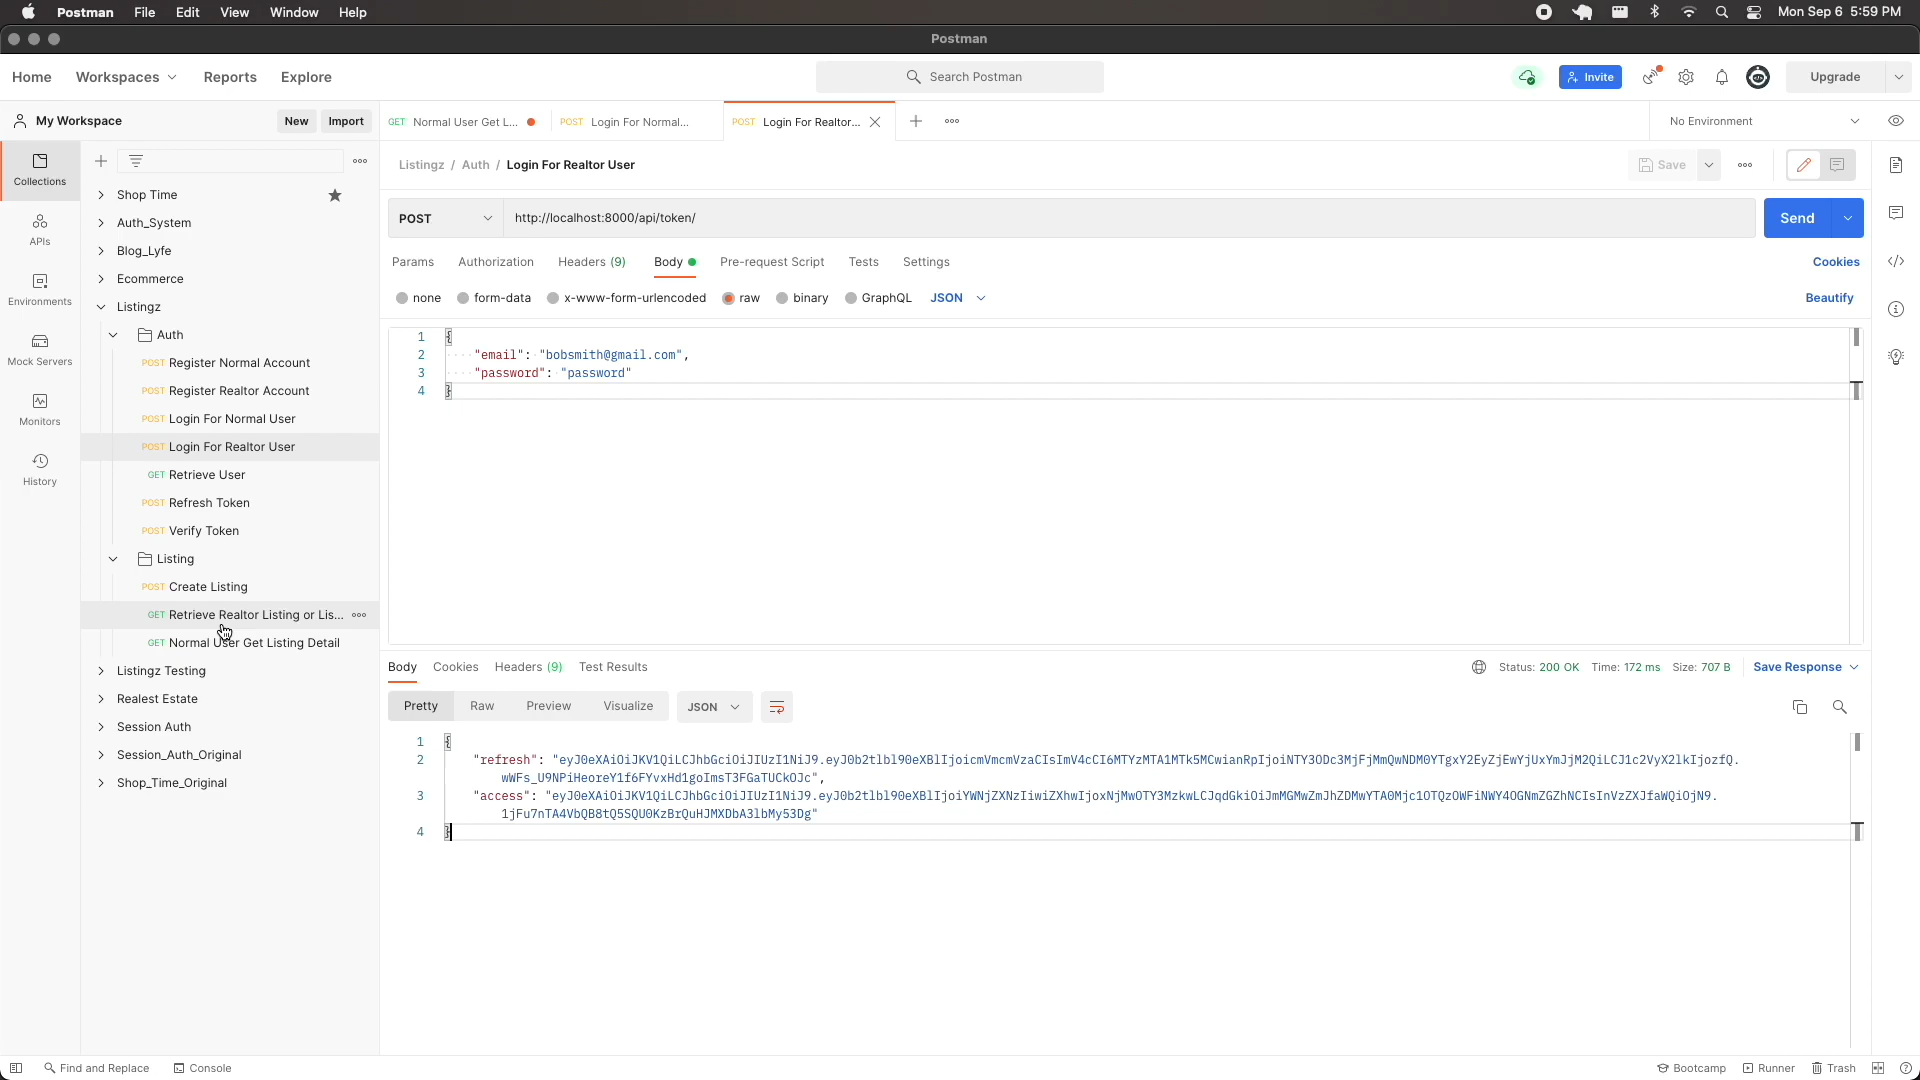 Postman File Edit View Window Help
Mon Sep 6 5:59 PM
Postman
Home Workspaces Reports Explore
Search Postman
Invite
Upgrade
My Workspace
New Import
GET Normal User Get L...
POST Login For Normal...
POST Login For Realtor...
No Environment
Collections
APIs
Environments
Mock Servers
Monitors
History
Shop Time
Auth_System
Blog_Lyfe
Ecommerce
Listingz
Auth
POST Register Normal Account
POST Register Realtor Account
POST Login For Normal User
POST Login For Realtor User
GET Retrieve User
POST Refresh Token
POST Verify Token
Listing
POST Create Listing
GET Retrieve Realtor Listing or Lis...
GET Normal User Get Listing Detail
Listingz Testing
Realest Estate
Session Auth
Session_Auth_Original
Shop_Time_Original
Listingz / Auth / Login For Realtor User
Save
POST http://localhost:8000/api/token/
Send
Params Authorization Headers (9) Body Pre-request Script Tests Settings
Cookies
none form-data x-www-form-urlencoded raw binary GraphQL JSON
Beautify
1 {
2 "email": "bobsmith@gmail.com",
3 "password": "password"
4 }
Body Cookies Headers (9) Test Results
Status: 200 OK Time: 172 ms Size: 707 B Save Response
Pretty Raw Preview Visualize JSON
1 {
2 "refresh":
3 "access":
4 }
Find and Replace Console
Bootcamp Runner Trash